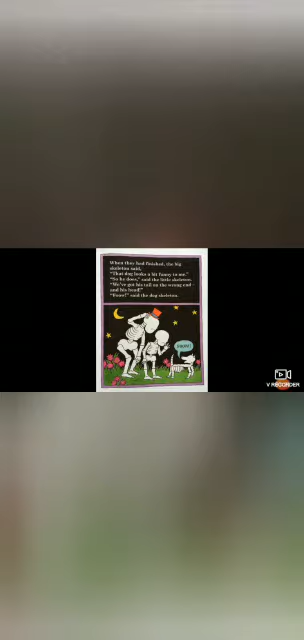 When they had finished, the big
skeleton said,
"That dog looks a bit funny to me."
"So he does," said the little skeleton.
"We've got his tail on the wrong end –
and his head!"
said the dog skeleton.
V RECORDER